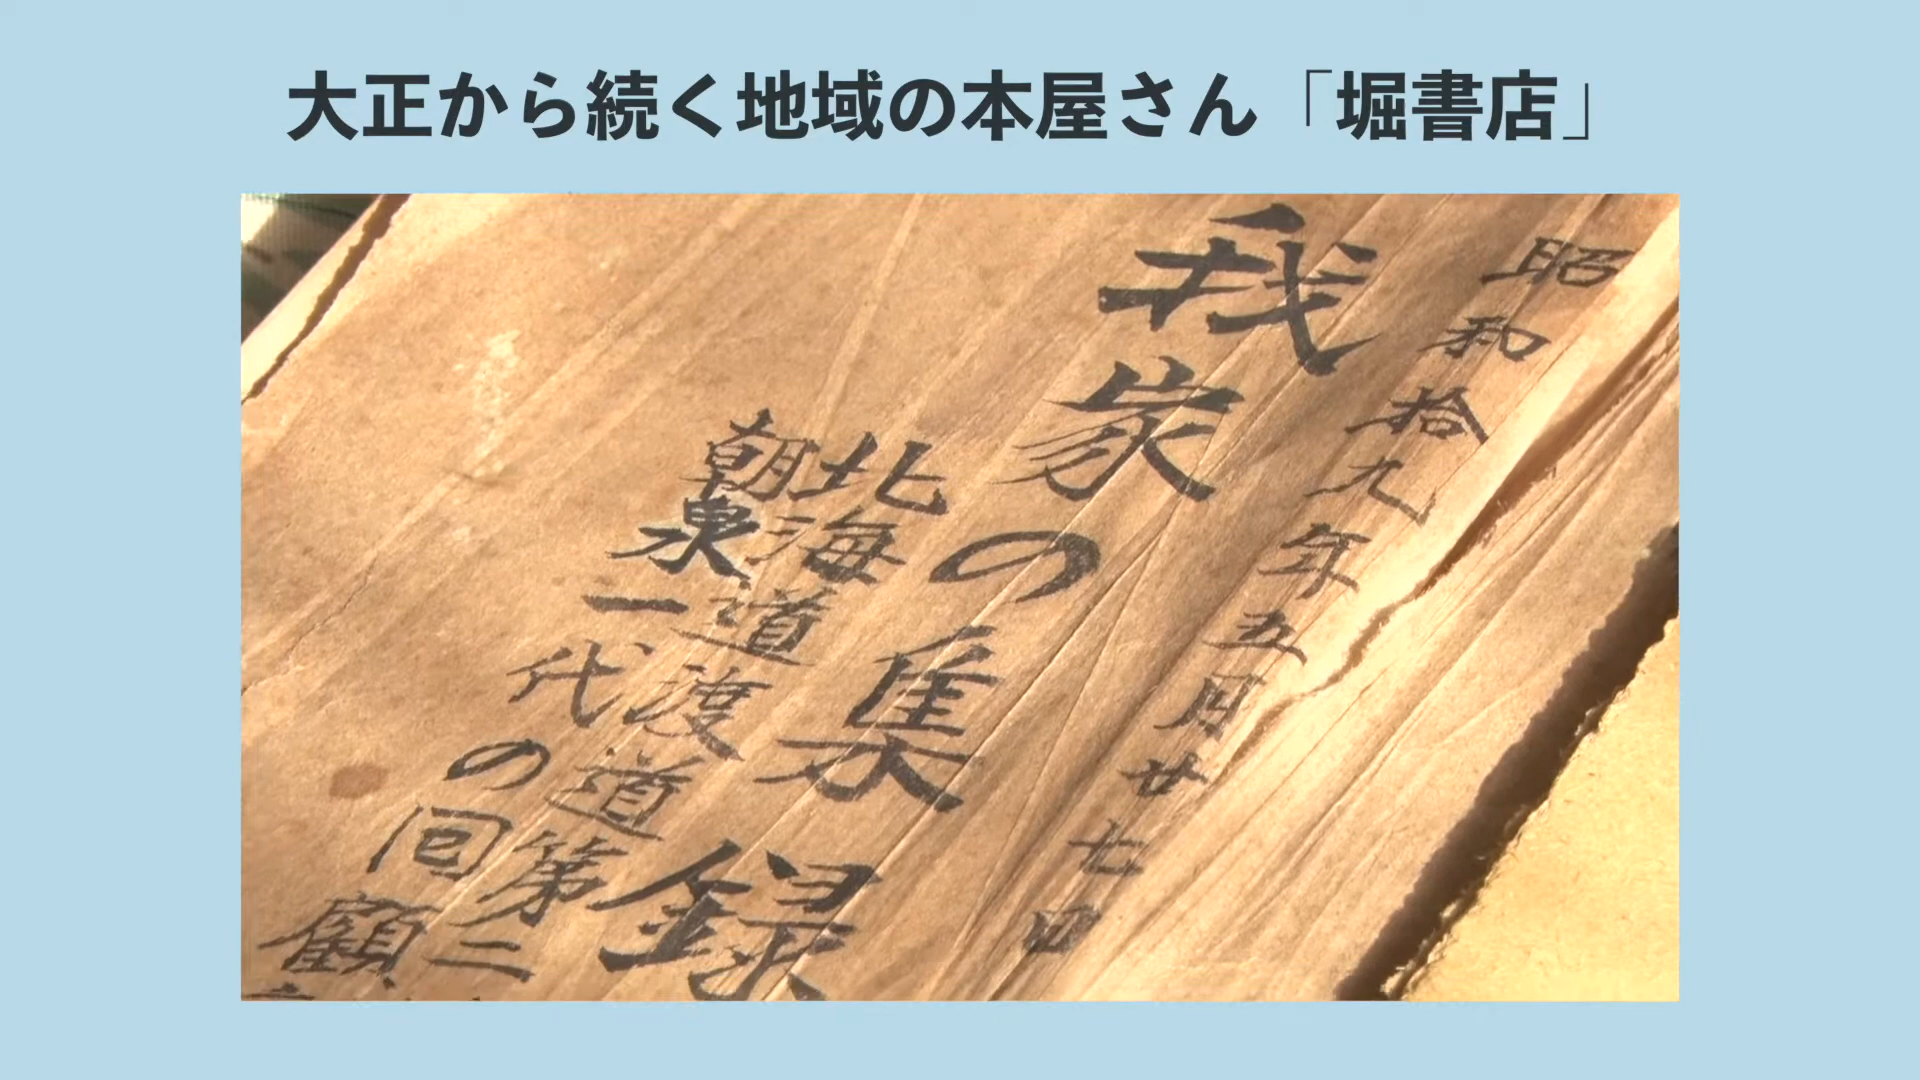 大正から続く地域の本屋さん「堀書店」
昭和拾九年五月廿七日
我家の集録
北海道渡道第二
朝泉一代の回顧